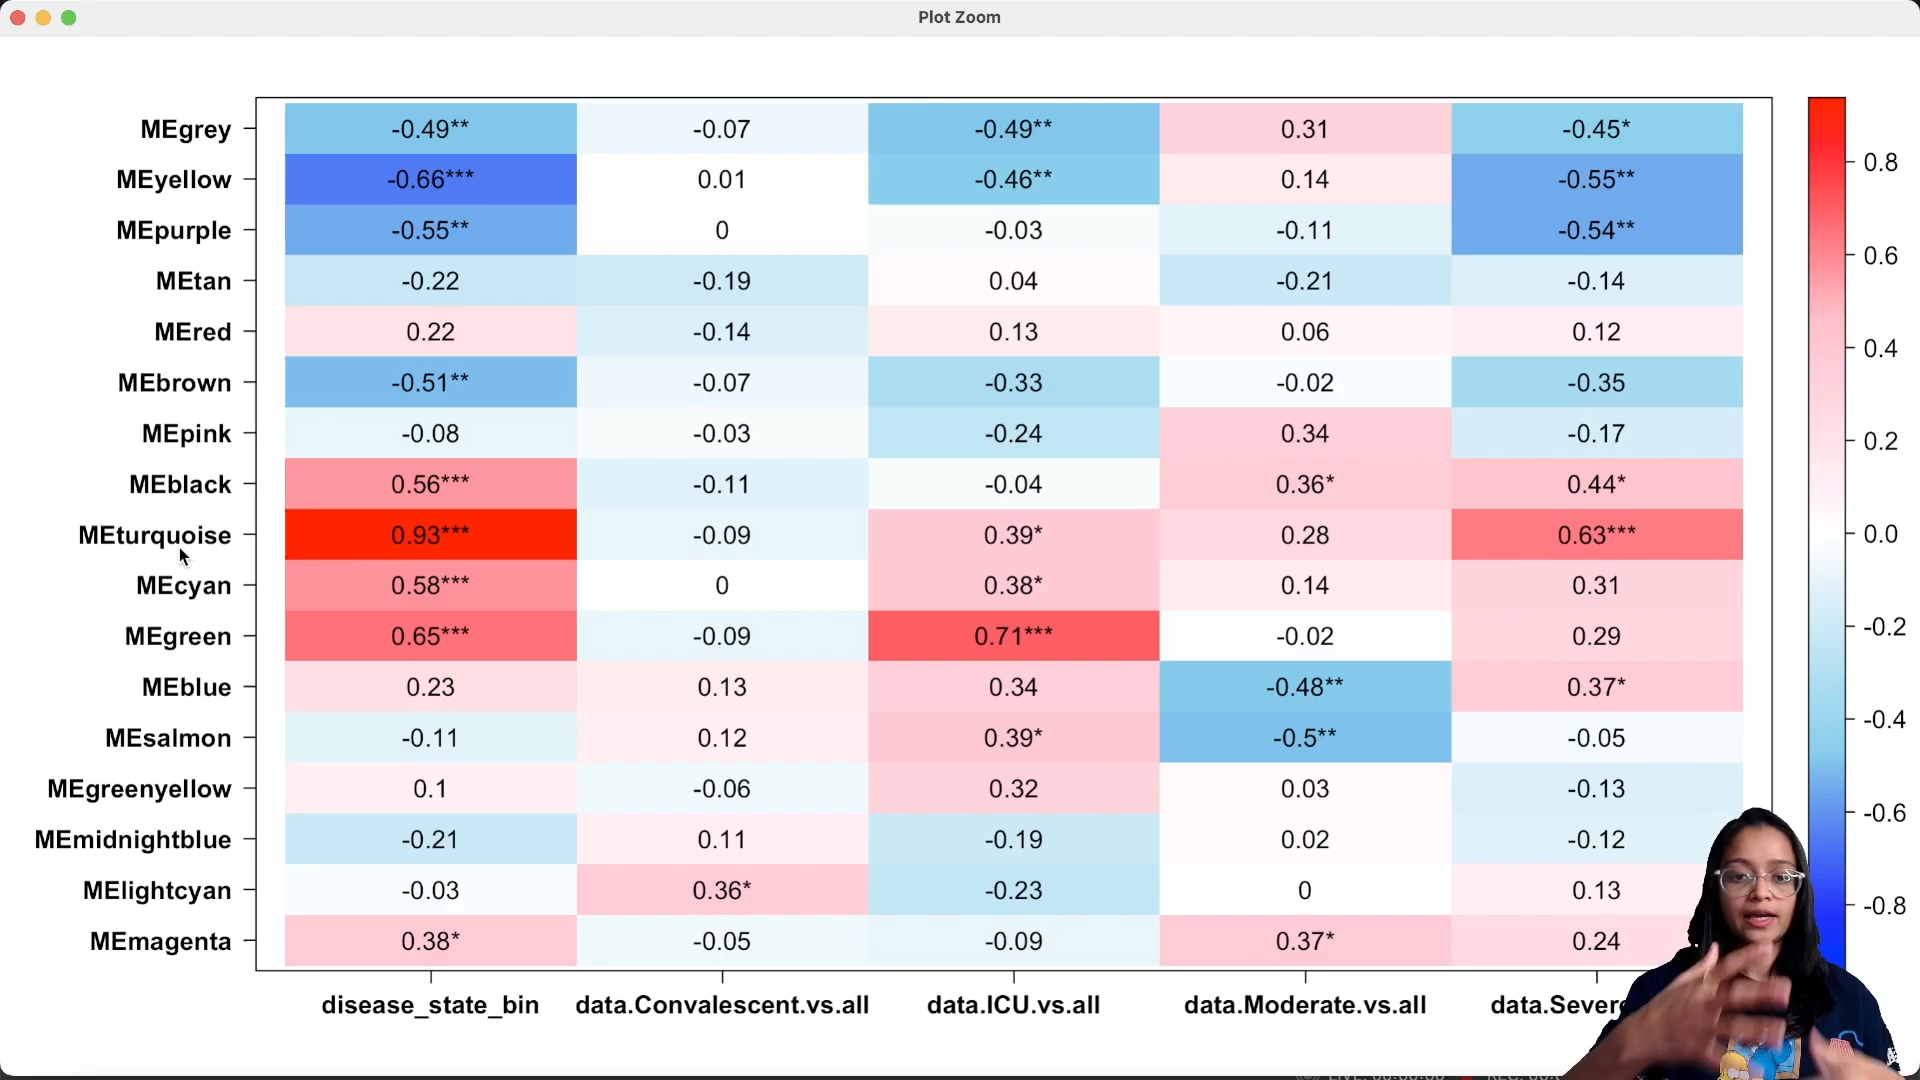 Plot Zoom
MEgrey -0.49** -0.07 -0.49** 0.31 -0.45*
MEyellow -0.66*** 0.01 -0.46** 0.14 -0.55**
MEpurple -0.55** 0 -0.03 -0.11 -0.54**
MEtan -0.22 -0.19 0.04 -0.21 -0.14
MEred 0.22 -0.14 0.13 0.06 0.12
MEbrown -0.51** -0.07 -0.33 -0.02 -0.35
MEpink -0.08 -0.03 -0.24 0.34 -0.17
MEblack 0.56*** -0.11 -0.04 0.36* 0.44*
MEturquoise 0.93*** -0.09 0.39* 0.28 0.63***
MEcyan 0.58*** 0 0.38* 0.14 0.31
MEgreen 0.65*** -0.09 0.71*** -0.02 0.29
MEblue 0.23 0.13 0.34 -0.48** 0.37*
MEsalmon -0.11 0.12 0.39* -0.5** -0.05
MEgreenyellow 0.1 -0.06 0.32 0.03 -0.13
MEmidnightblue -0.21 0.11 -0.19 0.02 -0.12
MElightcyan -0.03 0.36* -0.23 0 0.13
MEmagenta 0.38* -0.05 -0.09 0.37* 0.24
disease_state_bin data.Convalescent.vs.all data.ICU.vs.all data.Moderate.vs.all
0.8
0.6
0.4
0.2
0.0
-0.2
-0.4
-0.6
-0.8